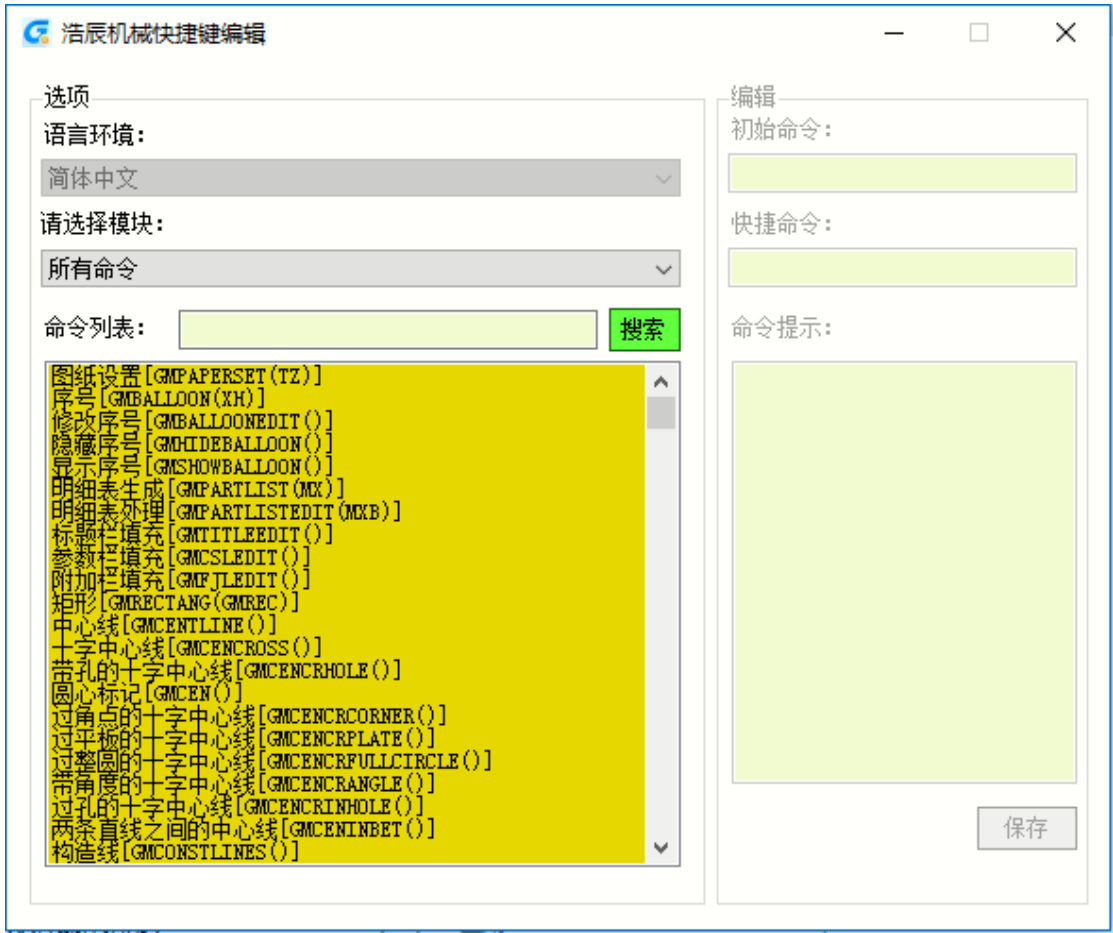 浩辰机械快捷键编辑
选项
语言环境:
简体中文
请选择模块:
所有命令
命令列表:
搜索
图纸设置[GMPAPERSET(TZ)]
序号[GMBALLOON(XH)]
修改序号[GMBALLOONEDIT()]
隐藏序号[GMHIDEBALLOON()]
显示序号[GMSHOWBALLOON()]
明细表生成[GMPARTLIST(MX)]
明细表处理[GMPARTLISTEDIT(MXB)]
标题栏填充[GMTITLEEDIT()]
参数栏填充[GMCSLEDIT()]
附加栏填充[GMFJLEDIT()]
矩形[GMRECTANG(GMREC)]
中心线[GMCENTLINE()]
十字中心线[GMCENCROSS()]
带孔的十字中心线[GMCENCRHOLE()]
圆心标记[GMCEN()]
过角点的十字中心线[GMCENCRCORNER()]
过平板的十字中心线[GMCENCRPLATE()]
过整圆的十字中心线[GMCENCRFULLCIRCLE()]
带角度的十字中心线[GMCENCRANGLE()]
过孔的十字中心线[GMCENCRINHOLE()]
两条直线之间的中心线[GMCENINBET()]
构造线[GMCONSTLINES()]
编辑
初始命令:
快捷命令:
命令提示:
保存